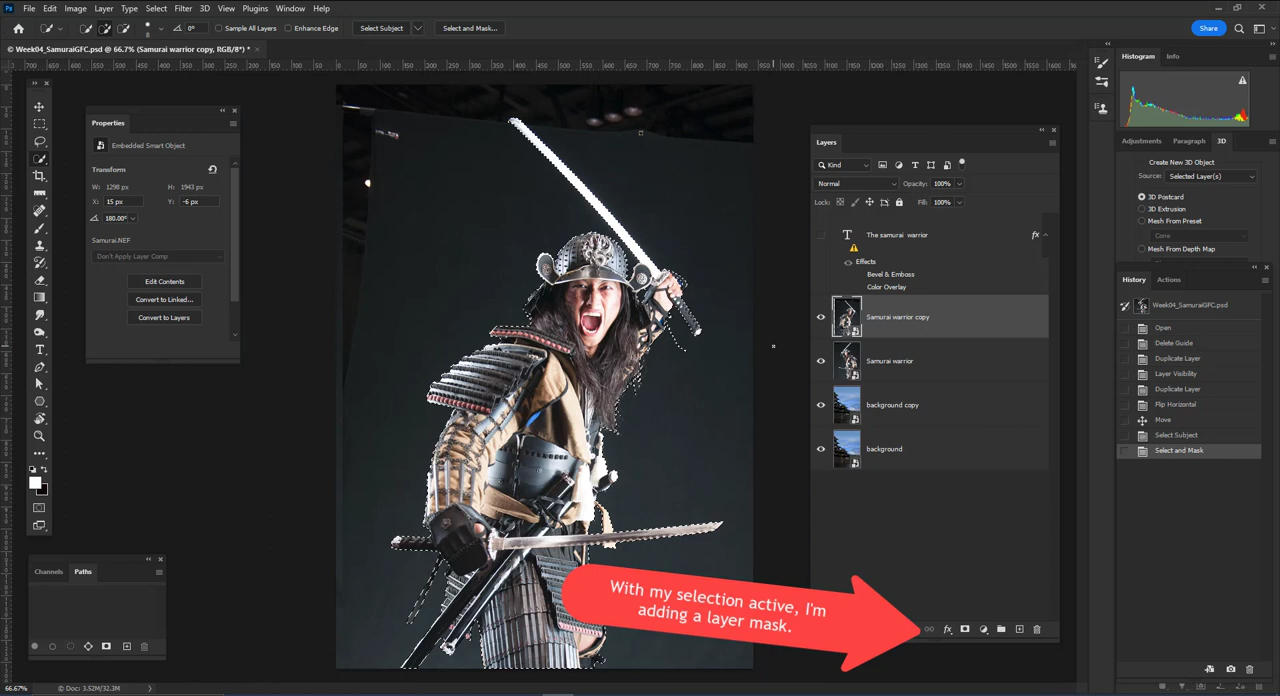 Ps File Edit Image Layer Type Select Filter 3D View Plugins Window Help
0° Sample All Layers Enhance Edge Select Subject Select and Mask... Share
© Week04_SamuraiGFC.psd @ 66.7% (Samurai warrior copy, RGB/8*) *
Properties
Embedded Smart Object
Transform
W: 1298 px H: 1943 px
X: 15 px Y: -6 px
180.00°
Samurai.NEF
Don't Apply Layer Comp
Edit Contents
Convert to Linked...
Convert to Layers
Channels Paths
With my selection active, I'm
adding a layer mask.
Layers
Kind
Normal Opacity: 100%
Lock: Fill: 100%
The samurai warrior fx
Effects
Bevel & Emboss
Color Overlay
Samurai warrior copy
Samurai warrior
background copy
background
fx
Histogram Info
Adjustments Paragraph 3D
Create New 3D Object
Source: Selected Layer(s)
3D Postcard
3D Extrusion
Mesh From Preset
Cone
Mesh From Depth Map
History Actions
Week04_SamuraiGFC.psd
Open
Delete Guide
Duplicate Layer
Layer Visibility
Duplicate Layer
Flip Horizontal
Move
Select Subject
Select and Mask
66.67% © Doc: 3.52M/32.3M